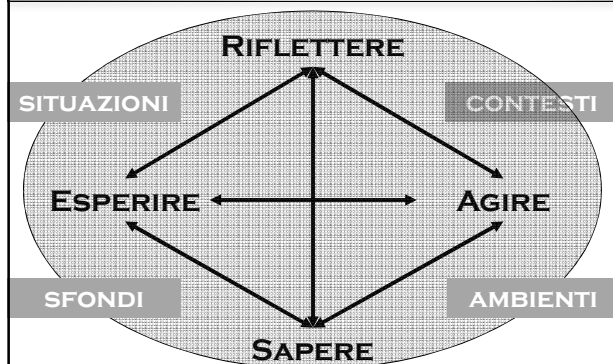 RIFLETTERE
SITUAZIONI CONTESTI
ESPERIRE AGIRE
SFONDI AMBIENTI
SAPERE